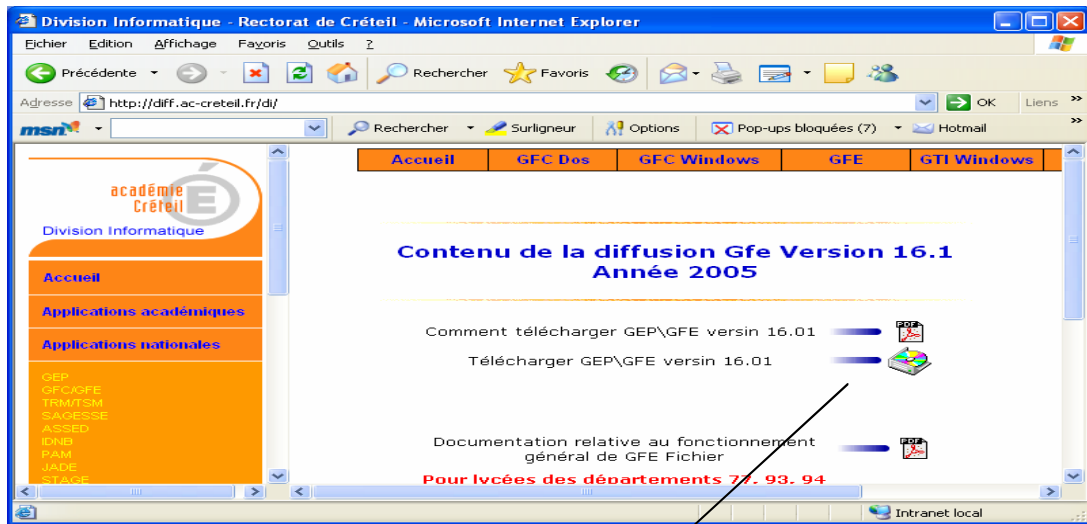 Division Informatique - Rectorat de Créteil - Microsoft Internet Explorer
Fichier Edition Affichage Favoris Outils ?
Précédente Rechercher Favoris
Adresse http://diff.ac-creteil.fr/di/ OK Liens »
msn Rechercher Surligneur Options Pop-ups bloquées (7) Hotmail »
Accueil GFC Dos GFC Windows GFE GTI Windows
académie
Créteil
Division Informatique
Accueil
Applications académiques
Applications nationales
GEP
GFC/GFE
TRM/TSM
SAGESSE
ASSED
IDNB
PAM
JADE
STAGE
Contenu de la diffusion Gfe Version 16.1
Année 2005
Comment télécharger GEP\GFE versin 16.01 PDF
Télécharger GEP\GFE versin 16.01
Documentation relative au fonctionnement
général de GFE Fichier PDF
Pour lycées des départements 77, 93, 94
Intranet local